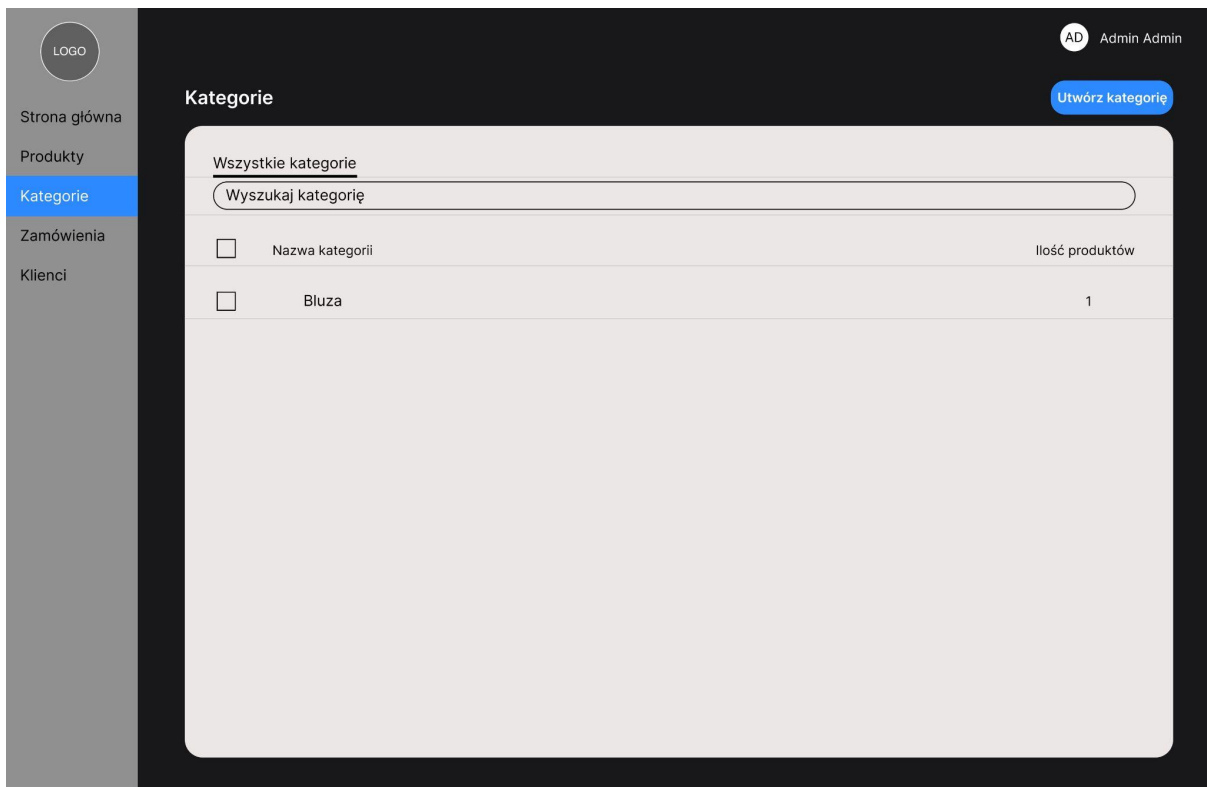 LOGO
AD Admin Admin
Strona główna
Produkty
Kategorie
Zamówienia
Klienci
Kategorie
Utwórz kategorię
Wszystkie kategorie
Wyszukaj kategorię
Nazwa kategorii Ilość produktów
Bluza 1